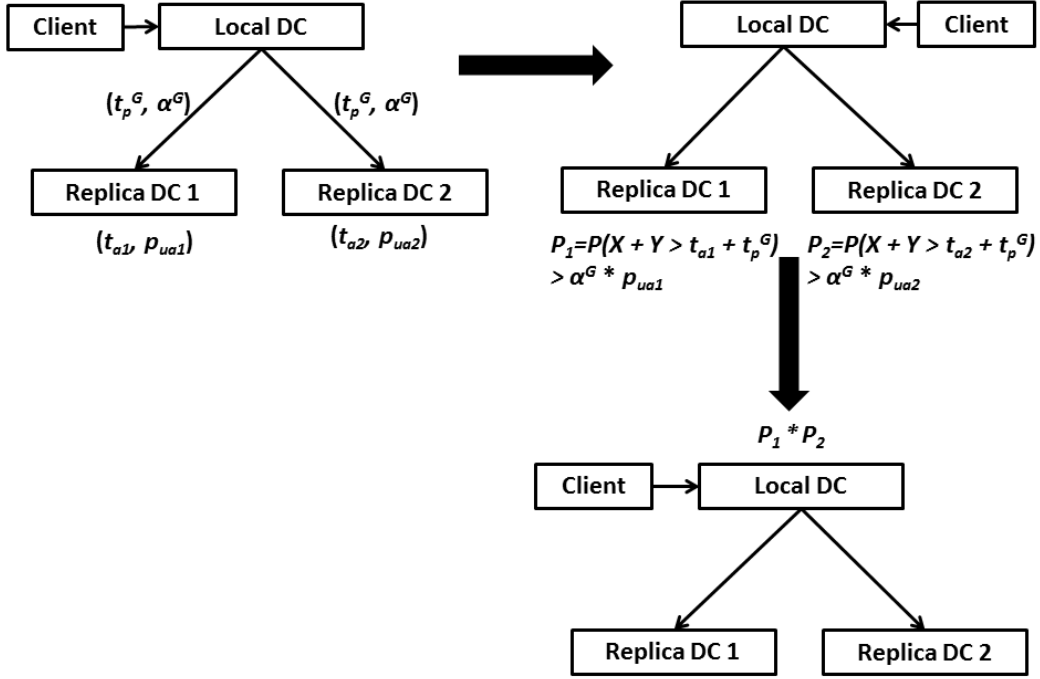 Client
Local DC
(t_p^G, α^G)
(t_p^G, α^G)
Replica DC 1
Replica DC 2
(t_a1, p_ua1)
(t_a2, p_ua2)
Local DC
Client
Replica DC 1
Replica DC 2
P_1=P(X + Y > t_a1 + t_p^G)
> α^G * p_ua1
P_2=P(X + Y > t_a2 + t_p^G)
> α^G * p_ua2
P_1 * P_2
Client
Local DC
Replica DC 1
Replica DC 2